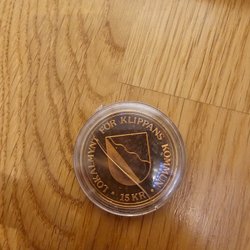 LOKALMYNT FÖR KLIPPANS KOMMUN
15 KR